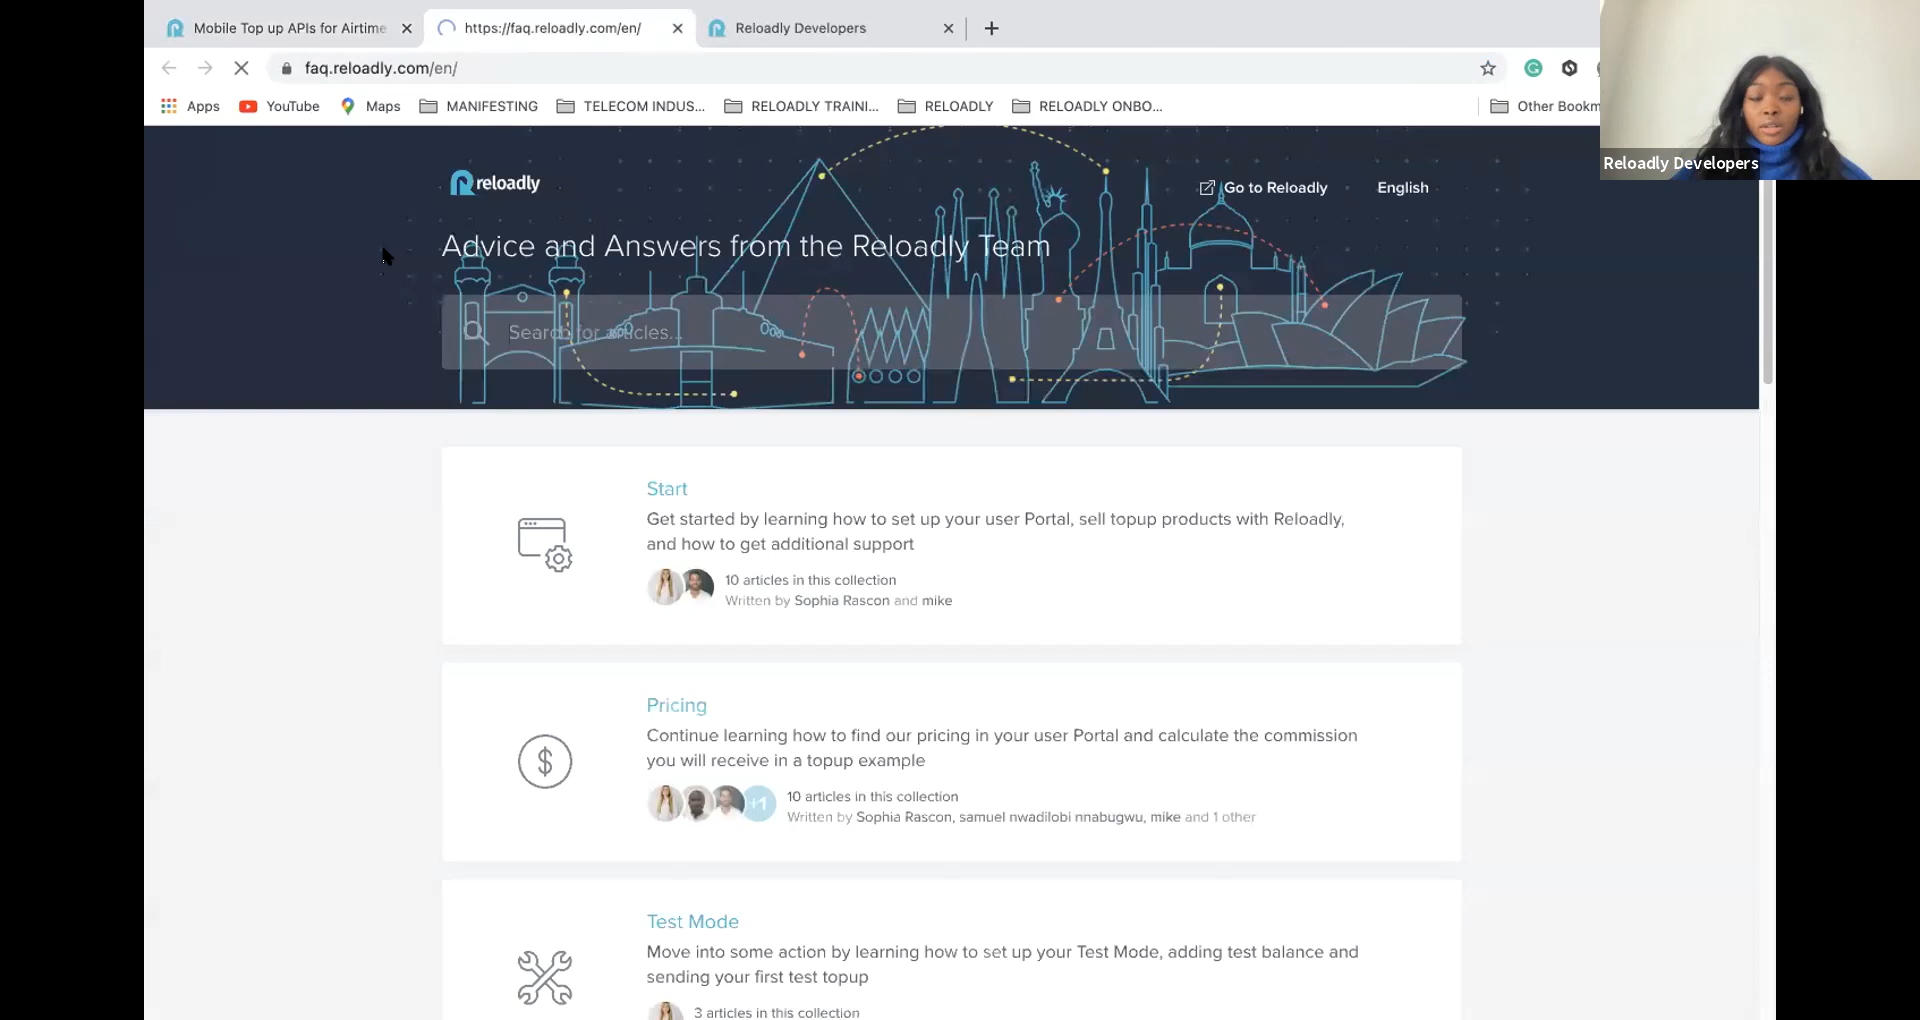 Mobile Top up APIs for Airtime
https://faq.reloadly.com/en/
Reloadly Developers
faq.reloadly.com/en/
Apps
YouTube
Maps
MANIFESTING
TELECOM INDUS...
RELOADLY TRAINI...
RELOADLY
RELOADLY ONBO...
Other Bookm
Reloadly Developers
reloadly
Go to Reloadly
English
Advice and Answers from the Reloadly Team
Search for articles...
Start
Get started by learning how to set up your user Portal, sell topup products with Reloadly,
and how to get additional support
10 articles in this collection
Written by Sophia Rascon and mike
Pricing
Continue learning how to find our pricing in your user Portal and calculate the commission
you will receive in a topup example
+1
10 articles in this collection
Written by Sophia Rascon, samuel nwadilobi nnabugwu, mike and 1 other
Test Mode
Move into some action by learning how to set up your Test Mode, adding test balance and
sending your first test topup
3 articles in this collection